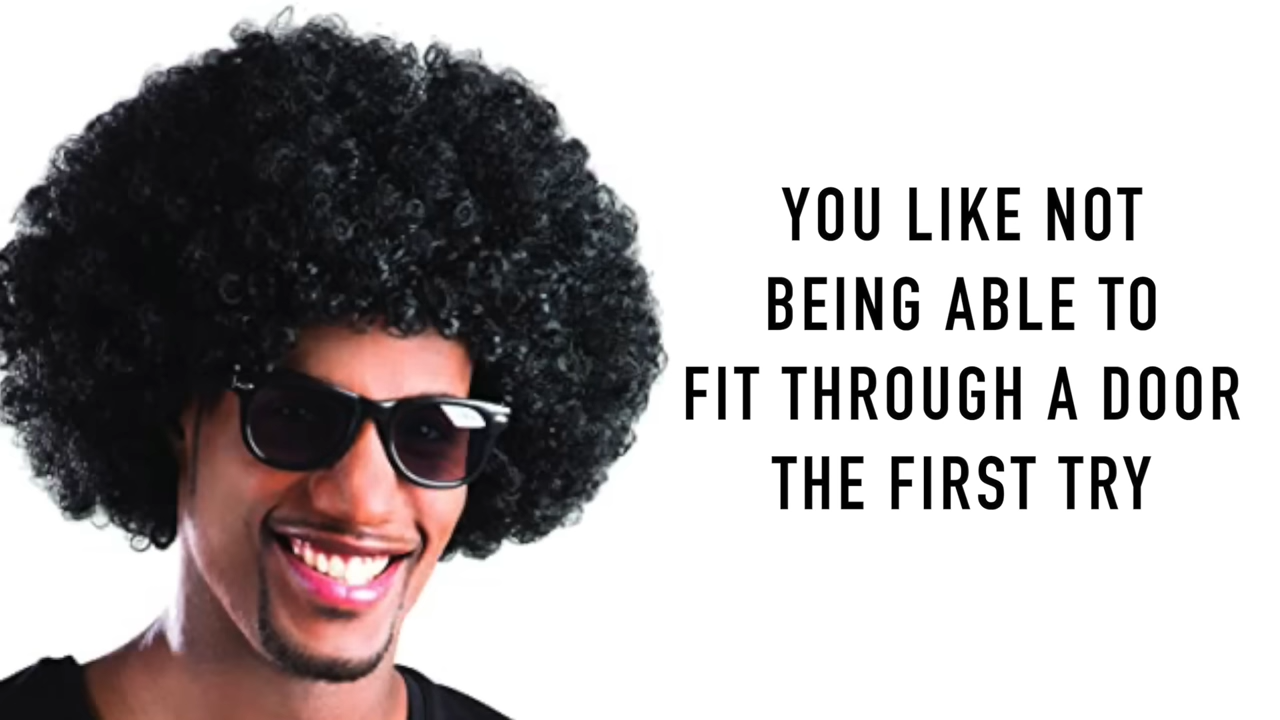 YOU LIKE NOT
BEING ABLE TO
FIT THROUGH A DOOR
THE FIRST TRY